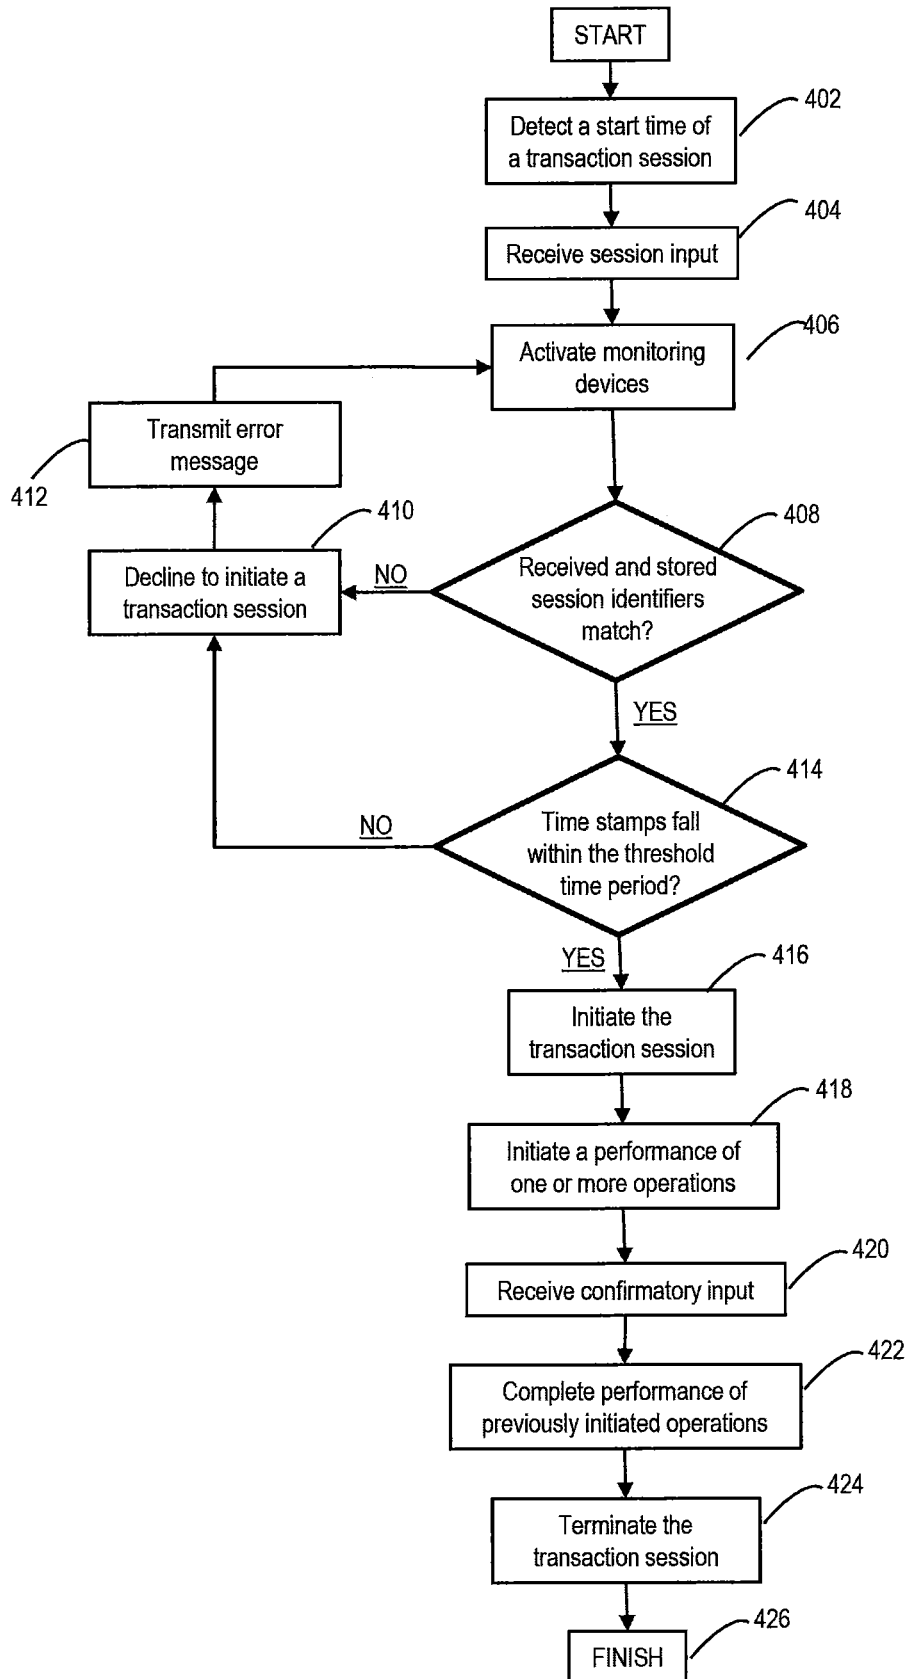 START
402
Detect a start time of
a transaction session
404
Receive session input
406
Activate monitoring
devices
Transmit error
message
412
410
Decline to initiate a
transaction session
NO
408
Received and stored
session identifiers
match?
YES
414
Time stamps fall
within the threshold
time period?
NO
YES
416
Initiate the
transaction session
418
Initiate a performance of
one or more operations
420
Receive confirmatory input
422
Complete performance of
previously initiated operations
424
Terminate the
transaction session
426
FINISH